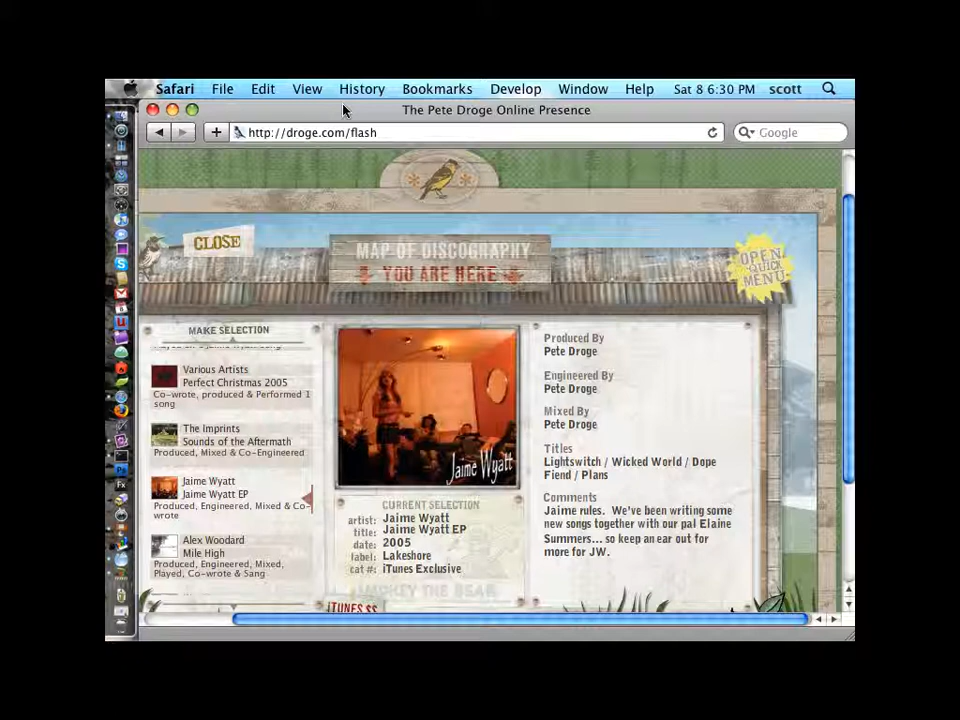 Safari File Edit View History Bookmarks Develop Window Help Sat 8 6:30 PM scott
The Pete Droge Online Presence
http://droge.com/flash
Google
CLOSE
MAP OF DISCOGRAPHY
YOU ARE HERE
OPEN
QUICK
MENU
MAKE SELECTION
Various Artists
Perfect Christmas 2005
Co-wrote, produced & Performed 1
song
The Imprints
Sounds of the Aftermath
Produced, Mixed & Co-Engineered
Jaime Wyatt
Jaime Wyatt EP
Produced, Engineered, Mixed & Co-
wrote
Alex Woodard
Mile High
Produced, Engineered, Mixed,
Played, Co-wrote & Sang
Jaime Wyatt
CURRENT SELECTION
artist: Jaime Wyatt
title: Jaime Wyatt EP
date: 2005
label: Lakeshore
cat #: iTunes Exclusive
SMOKEY THE BEAR
ITUNES $$
Produced By
Pete Droge
Engineered By
Pete Droge
Mixed By
Pete Droge
Titles
Lightswitch / Wicked World / Dope
Fiend / Plans
Comments
Jaime rules. We've been writing some
new songs together with our pal Elaine
Summers... so keep an ear out for
more for JW.